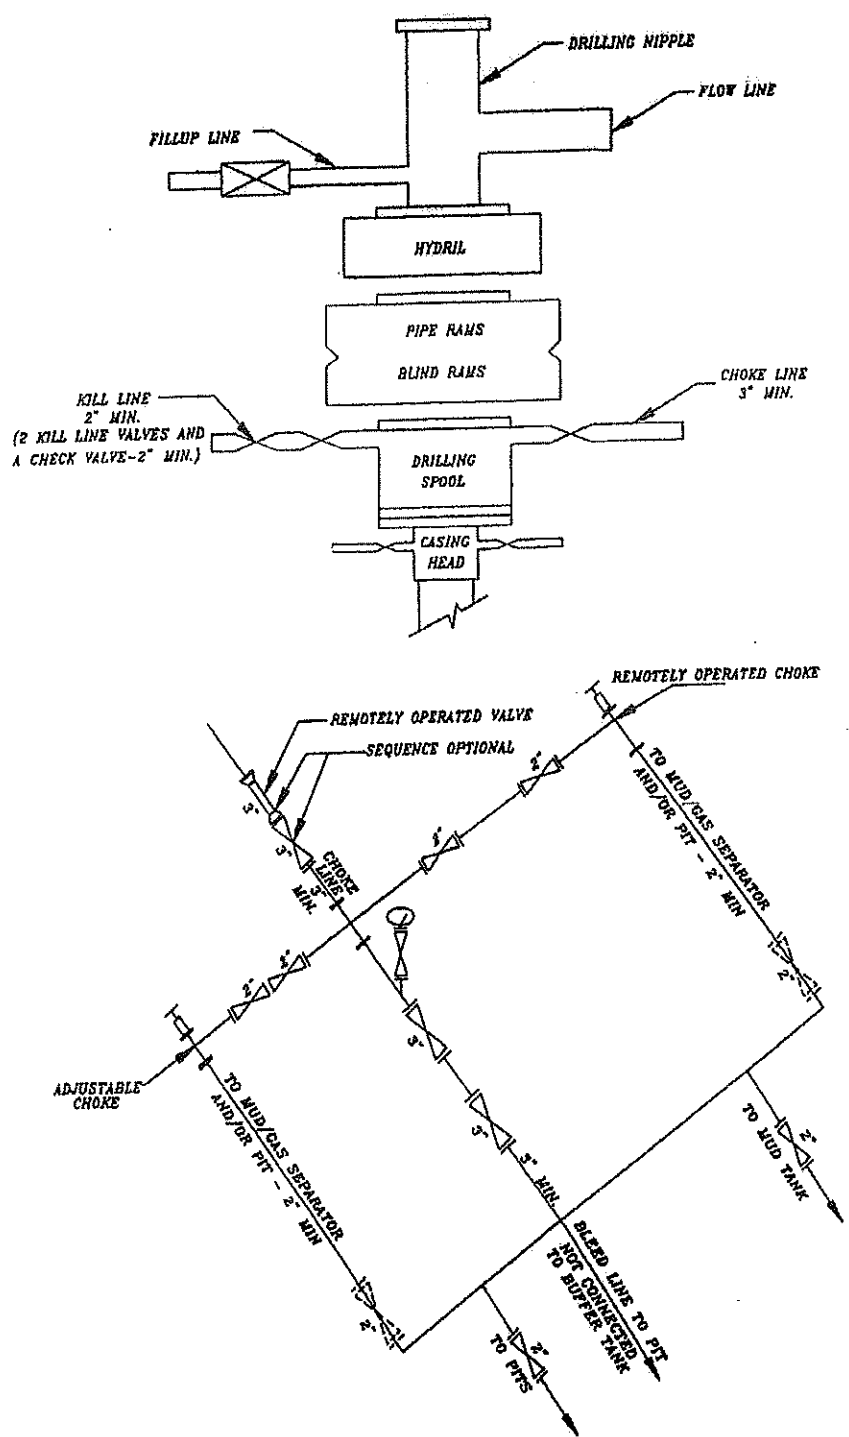 DRILLING NIPPLE
FLOW LINE
FILLUP LINE
HYDRIL
PIPE RAMS
BLIND RAMS
CHOKE LINE
3" MIN.
KILL LINE
2" MIN.
(2 KILL LINE VALVES AND
A CHECK VALVE-2" MIN.)
DRILLING
SPOOL
CASING
HEAD
REMOTELY OPERATED CHOKE
REMOTELY OPERATED VALVE
SEQUENCE OPTIONAL
3"
3"
CHOKE
LINE
3"
MIN.
2"
TO MUD/GAS SEPARATOR
AND/OR PIT - 2" MIN
2"
2"
3"
3"
3" MIN.
ADJUSTABLE
CHOKE
TO MUD/GAS SEPARATOR
AND/OR PIT - 2" MIN
2"
2"
TO MUD TANK
BLEED LINE TO PIT
NOT CONNECTED
TO BUFFER TANK
2"
TO PITS